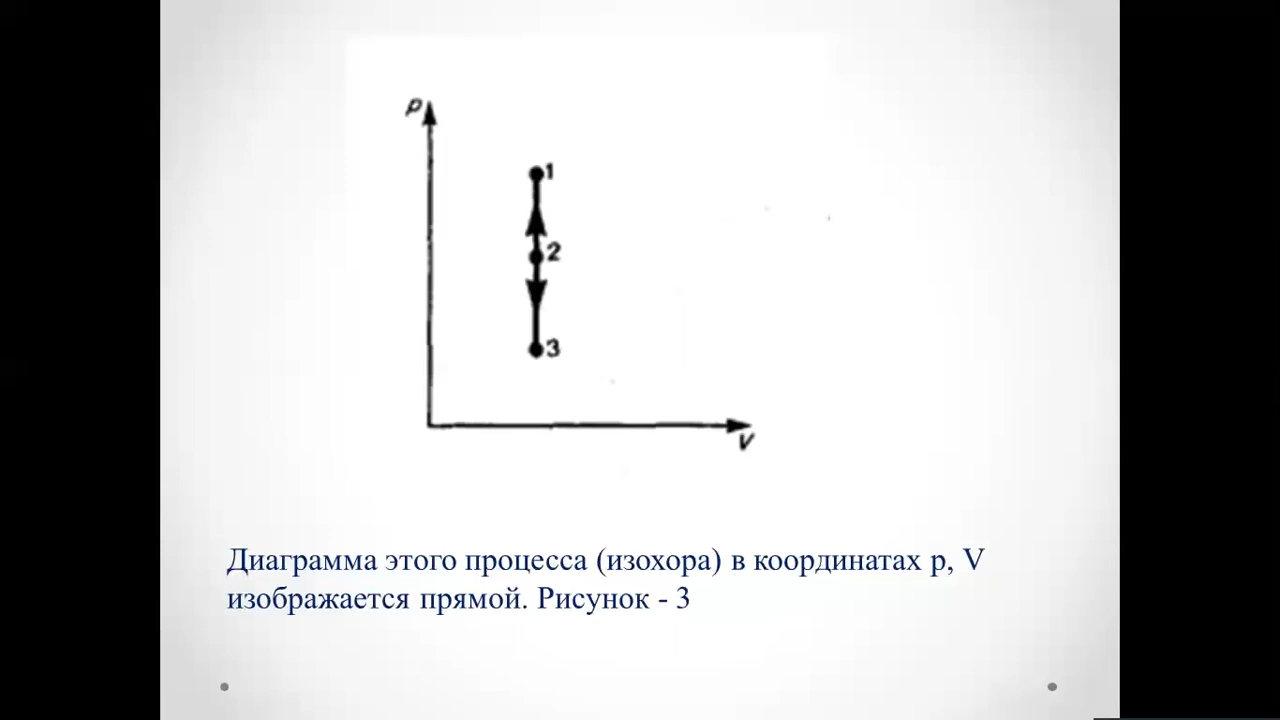 p
1
2
3
V
Диаграмма этого процесса (изохора) в координатах p, V
изображается прямой. Рисунок - 3